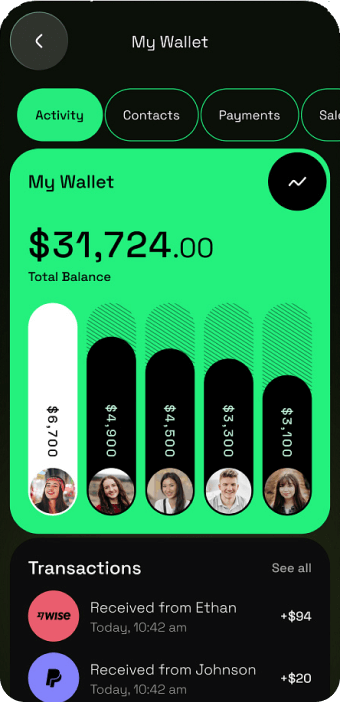 My Wallet
Activity
Contacts
Payments
My Wallet
$31,724.00
Total Balance
$6,700
$4,900
$4,500
$3,300
$3,100
Transactions
See all
WISE
Received from Ethan
Today, 10:42 am
+$94
Received from Johnson
Today, 10:42 am
+$20